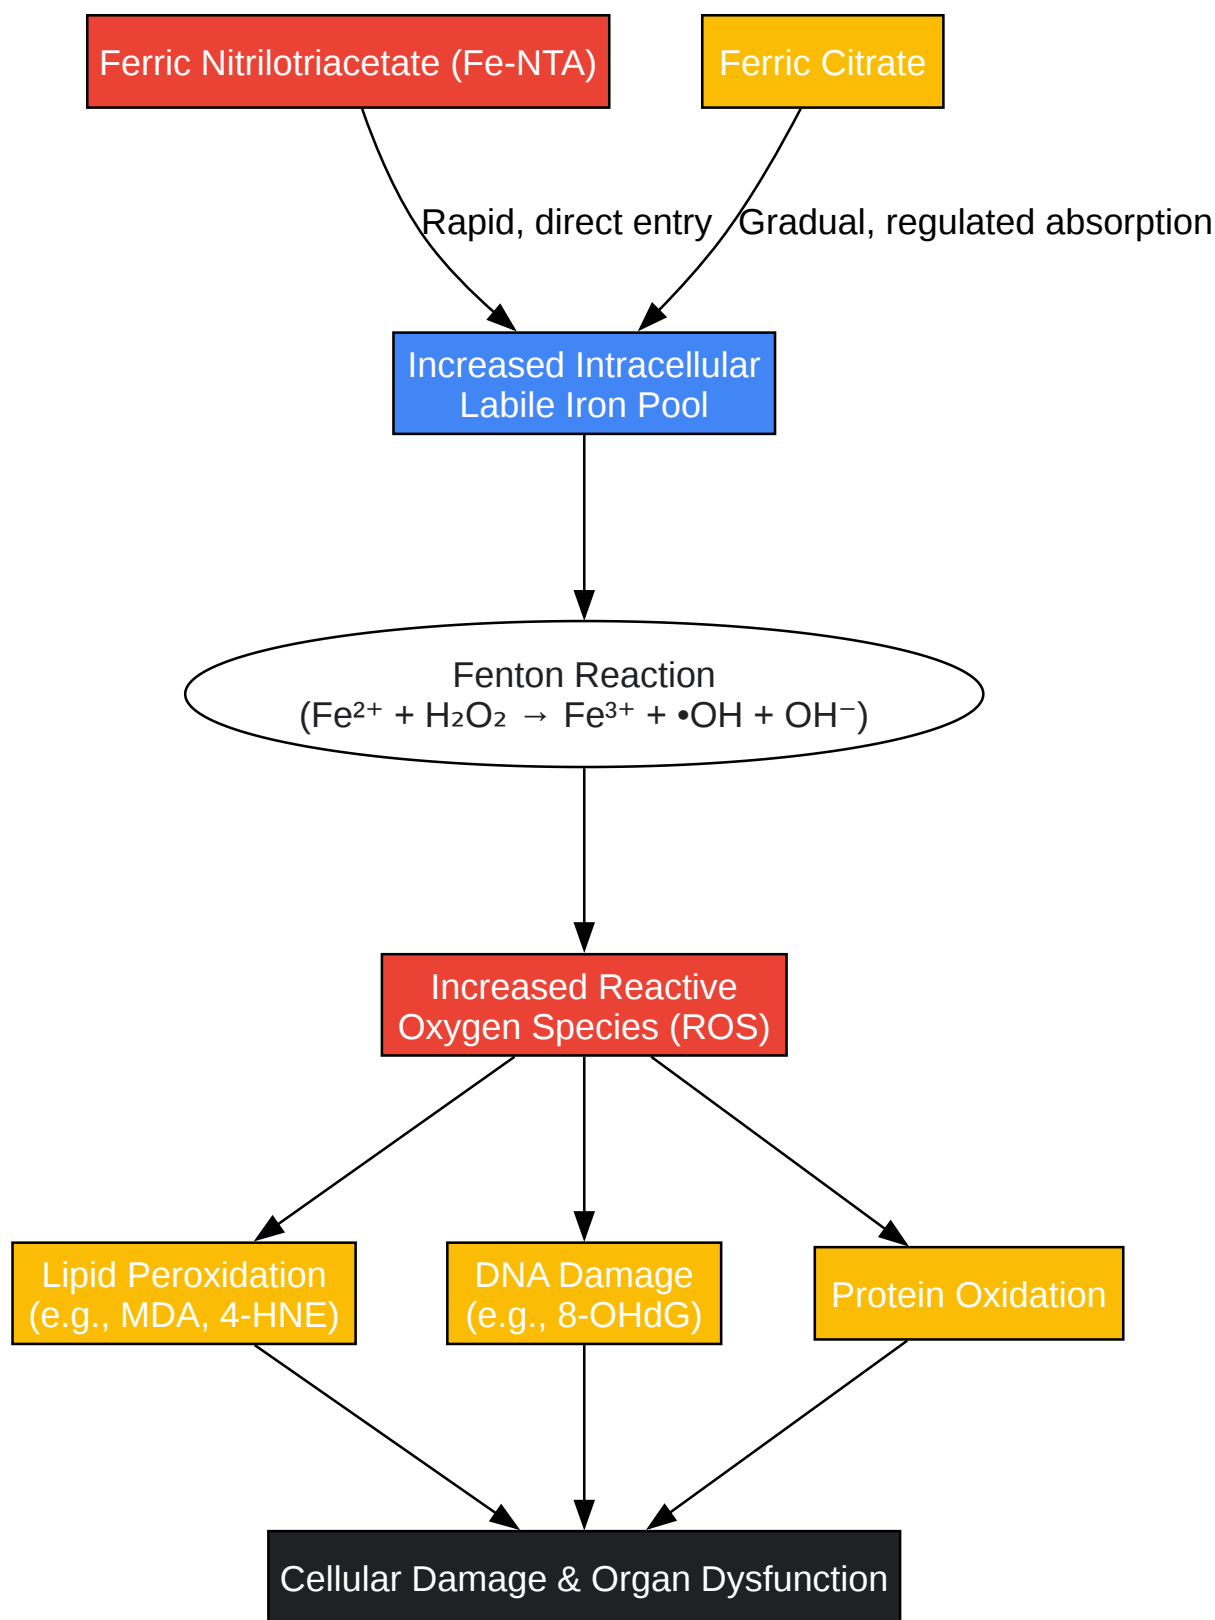 Ferric Nitrilotriacetate (Fe-NTA)
Ferric Citrate
Rapid, direct entry
Gradual, regulated absorption
Increased Intracellular
Labile Iron Pool
Fenton Reaction
(Fe²⁺ + H₂O₂ → Fe³⁺ + •OH + OH⁻)
Increased Reactive
Oxygen Species (ROS)
Lipid Peroxidation
(e.g., MDA, 4-HNE)
DNA Damage
(e.g., 8-OHdG)
Protein Oxidation
Cellular Damage & Organ Dysfunction